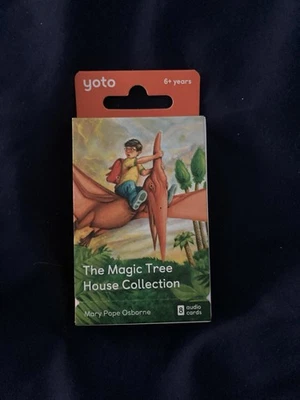 yoto
6+ years
The Magic Tree
House Collection
Mary Pope Osborne
8 audio
cards